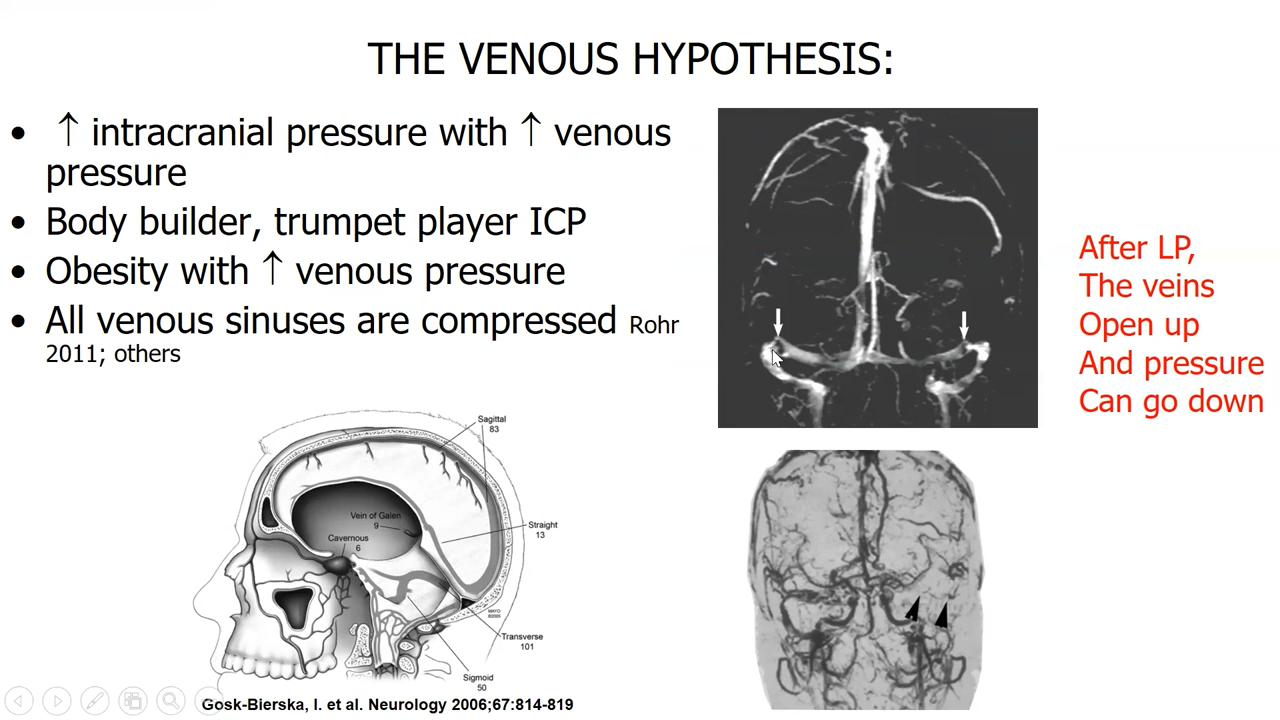 THE VENOUS HYPOTHESIS:
• ↑ intracranial pressure with ↑ venous
pressure
• Body builder, trumpet player ICP
• Obesity with ↑ venous pressure
• All venous sinuses are compressed Rohr
2011; others
After LP,
The veins
Open up
And pressure
Can go down
Sagittal
83
Vein of Galen
9
Straight
13
Cavernous
6
MAYO
Transverse
101
Sigmoid
50
Gosk-Bierska, I. et al. Neurology 2006;67:814-819